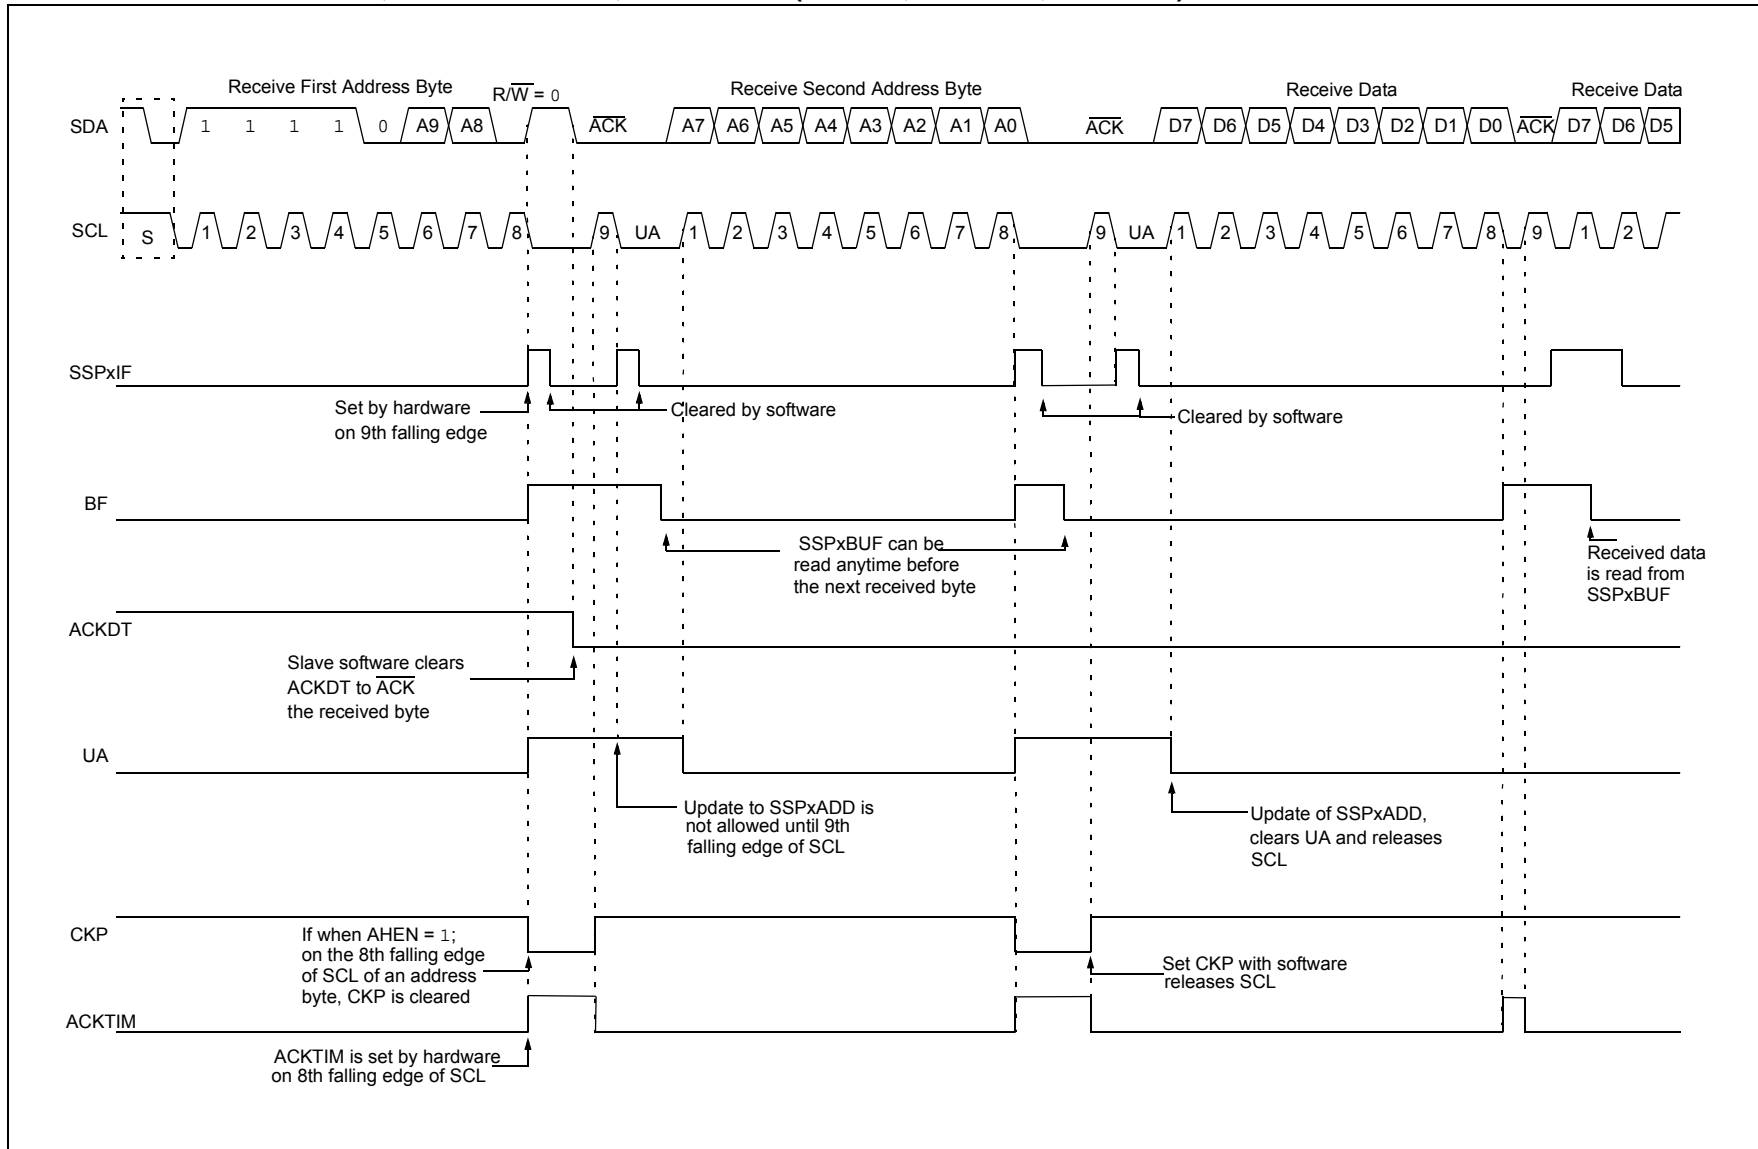 Receive First Address Byte
R/W̅ = 0
Receive Second Address Byte
Receive Data
Receive Data
SDA
1 1 1 1 0 A9 A8 A̅C̅K̅ A7 A6 A5 A4 A3 A2 A1 A0 A̅C̅K̅ D7 D6 D5 D4 D3 D2 D1 D0 A̅C̅K̅ D7 D6 D5
SCL
S 1 2 3 4 5 6 7 8 9 UA 1 2 3 4 5 6 7 8 9 UA 1 2 3 4 5 6 7 8 9 1 2
SSPxIF
Set by hardware
on 9th falling edge
Cleared by software
Cleared by software
BF
SSPxBUF can be
read anytime before
the next received byte
Received data
is read from
SSPxBUF
ACKDT
Slave software clears
ACKDT to A̅C̅K̅
the received byte
UA
Update to SSPxADD is
not allowed until 9th
falling edge of SCL
Update of SSPxADD,
clears UA and releases
SCL
CKP
If when AHEN = 1;
on the 8th falling edge
of SCL of an address
byte, CKP is cleared
Set CKP with software
releases SCL
ACKTIM
ACKTIM is set by hardware
on 8th falling edge of SCL